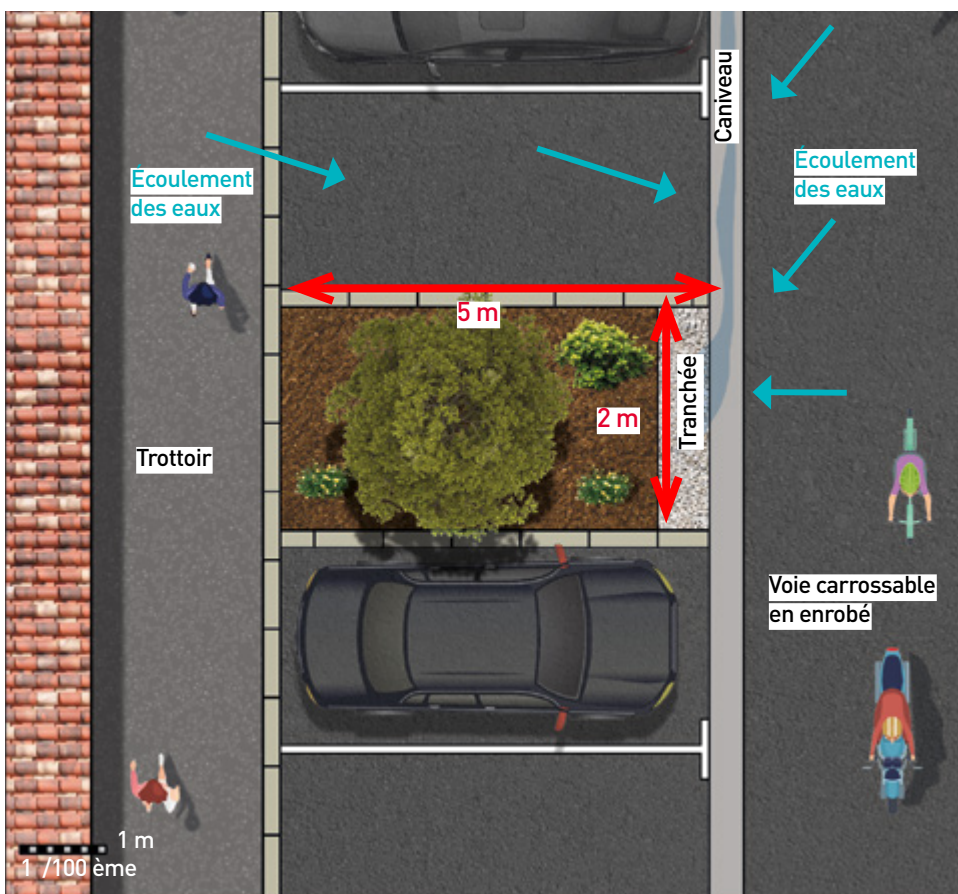 Caniveau
Écoulement
des eaux
Écoulement
des eaux
5 m
2 m
Tranchée
Trottoir
Voie carrossable
en enrobé
1 m
1 /100 ème